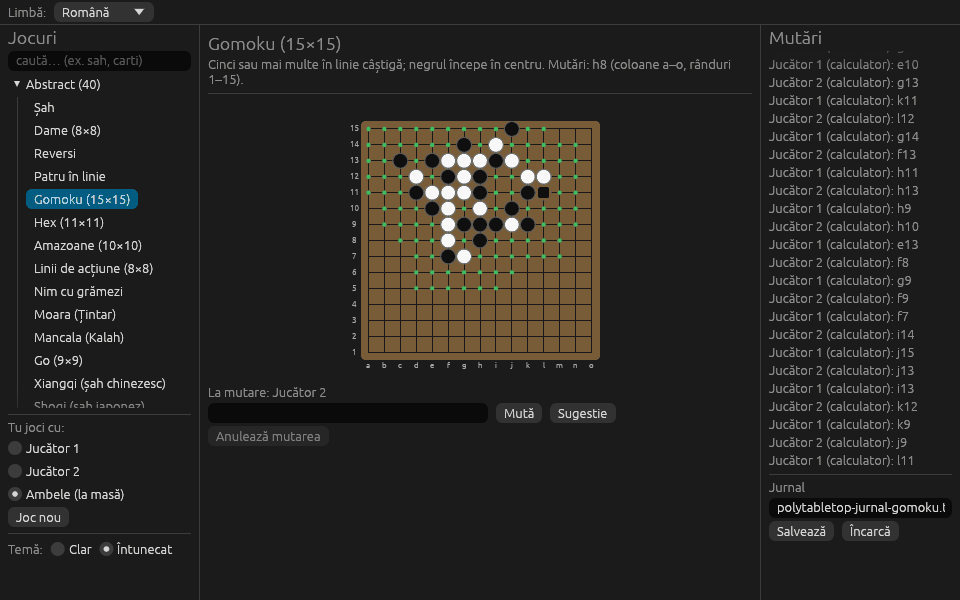 Limbă: Română
Jocuri
caută… (ex. sah, carti)
Abstract (40)
Șah
Dame (8×8)
Reversi
Patru în linie
Gomoku (15×15)
Hex (11×11)
Amazoane (10×10)
Linii de acțiune (8×8)
Nim cu grămezi
Moara (Țintar)
Mancala (Kalah)
Go (9×9)
Xiangqi (șah chinezesc)
Shogi (șah japonez)
Tu joci cu:
Jucător 1
Jucător 2
Ambele (la masă)
Joc nou
Temă: Clar Întunecat
Gomoku (15×15)
Cinci sau mai multe în linie câștigă; negrul începe în centru. Mutări: h8 (coloane a–o, rânduri
1–15).
15
14
13
12
11
10
9
8
7
6
5
4
3
2
1
a b c d e f g h i j k l m n o
La mutare: Jucător 2
Mută Sugestie
Anulează mutarea
Mutări
Jucător 1 (calculator): e10
Jucător 2 (calculator): g13
Jucător 1 (calculator): k11
Jucător 2 (calculator): l12
Jucător 1 (calculator): g14
Jucător 2 (calculator): f13
Jucător 1 (calculator): h11
Jucător 2 (calculator): h13
Jucător 1 (calculator): h9
Jucător 2 (calculator): h10
Jucător 1 (calculator): e13
Jucător 2 (calculator): f8
Jucător 1 (calculator): g9
Jucător 2 (calculator): f9
Jucător 1 (calculator): f7
Jucător 2 (calculator): i14
Jucător 1 (calculator): j15
Jucător 2 (calculator): j13
Jucător 1 (calculator): i13
Jucător 2 (calculator): k12
Jucător 1 (calculator): k9
Jucător 2 (calculator): j9
Jucător 1 (calculator): l11
Jurnal
polytabletop-jurnal-gomoku.t
Salvează Încarcă